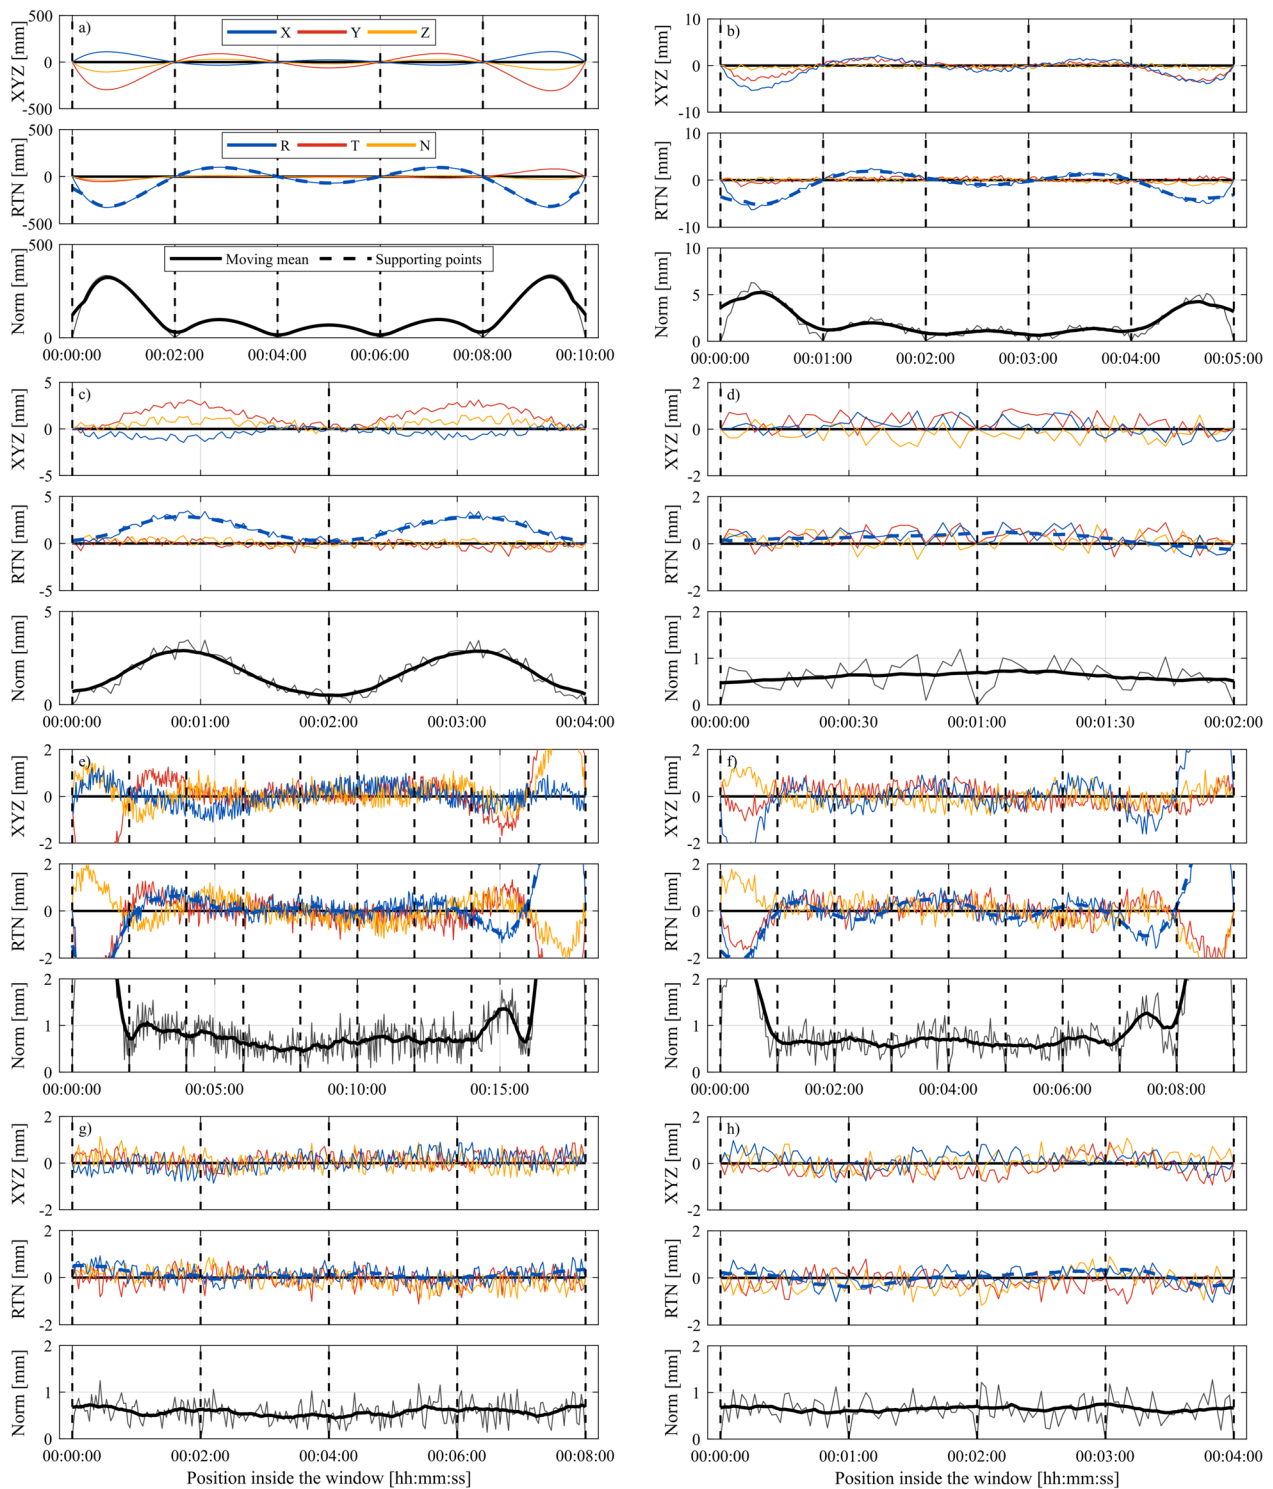 a)
X Y Z
XYZ [mm]
500
0
-500
R T N
RTN [mm]
500
0
-500
Moving mean Supporting points
Norm [mm]
500
0
00:00:00 00:02:00 00:04:00 00:06:00 00:08:00 00:10:00
b)
XYZ [mm]
10
0
-10
RTN [mm]
10
0
-10
Norm [mm]
10
5
0
00:00:00 00:01:00 00:02:00 00:03:00 00:04:00 00:05:00
c)
XYZ [mm]
5
0
-5
RTN [mm]
5
0
-5
Norm [mm]
5
0
00:00:00 00:01:00 00:02:00 00:03:00 00:04:00
d)
XYZ [mm]
2
0
-2
RTN [mm]
2
0
-2
Norm [mm]
2
1
0
00:00:00 00:00:30 00:01:00 00:01:30 00:02:00
e)
XYZ [mm]
2
0
-2
RTN [mm]
2
0
-2
Norm [mm]
2
1
0
00:00:00 00:05:00 00:10:00 00:15:00
f)
XYZ [mm]
2
0
-2
RTN [mm]
2
0
-2
Norm [mm]
2
1
0
00:00:00 00:02:00 00:04:00 00:06:00 00:08:00
g)
XYZ [mm]
2
0
-2
RTN [mm]
2
0
-2
Norm [mm]
2
1
0
00:00:00 00:02:00 00:04:00 00:06:00 00:08:00
Position inside the window [hh:mm:ss]
h)
XYZ [mm]
2
0
-2
RTN [mm]
2
0
-2
Norm [mm]
2
1
0
00:00:00 00:01:00 00:02:00 00:03:00 00:04:00
Position inside the window [hh:mm:ss]